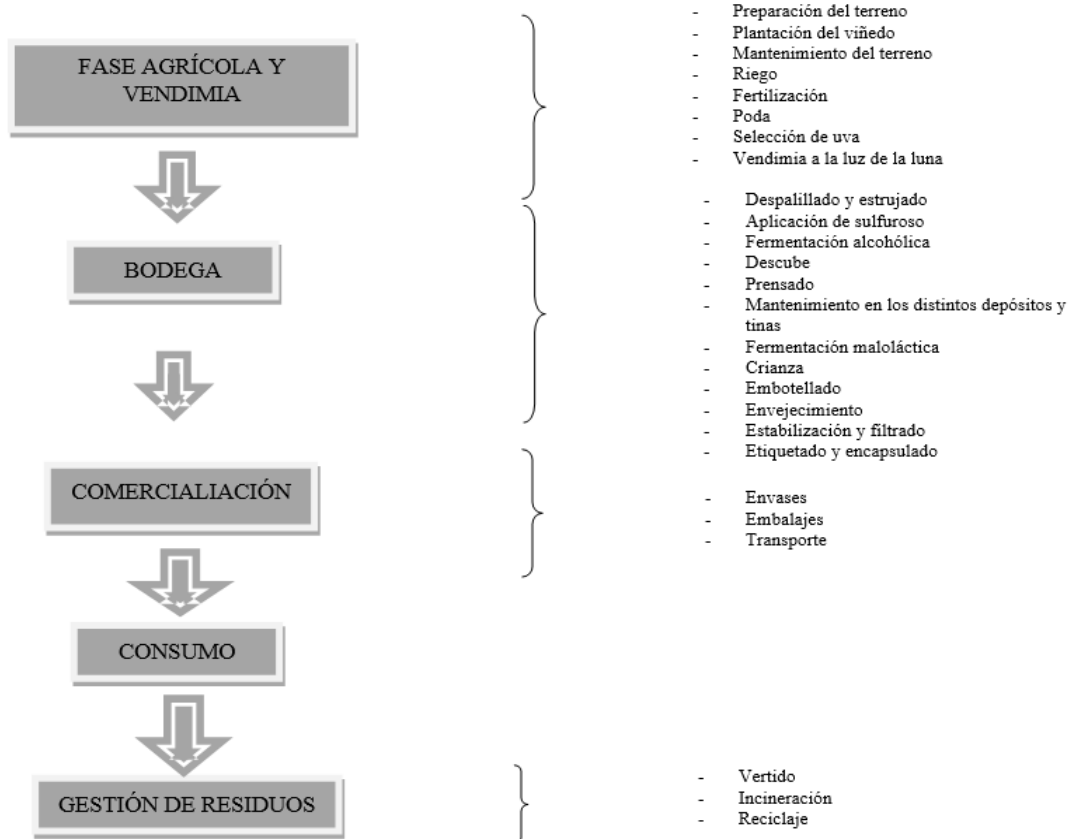 FASE AGRÍCOLA Y
VENDIMIA
- Preparación del terreno
- Plantación del viñedo
- Mantenimiento del terreno
- Riego
- Fertilización
- Poda
- Selección de uva
- Vendimia a la luz de la luna
BODEGA
- Despalillado y estrujado
- Aplicación de sulfuroso
- Fermentación alcohólica
- Descube
- Prensado
- Mantenimiento en los distintos depósitos y
tinas
- Fermentación maloláctica
- Crianza
- Embotellado
- Envejecimiento
- Estabilización y filtrado
- Etiquetado y encapsulado
COMERCIALIACIÓN
- Envases
- Embalajes
- Transporte
CONSUMO
GESTIÓN DE RESIDUOS
- Vertido
- Incineración
- Reciclaje